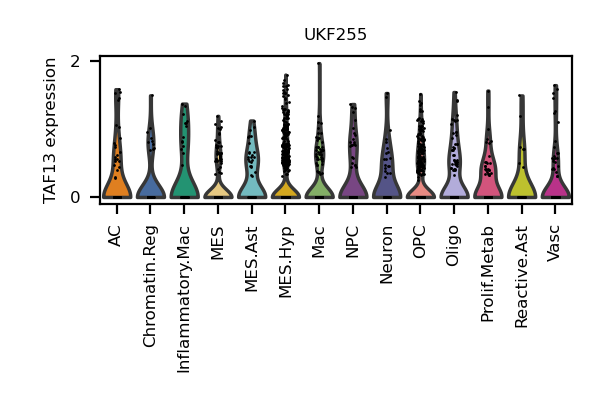 UKF255
TAF13 expression
2
0
AC
Chromatin.Reg
Inflammatory.Mac
MES
MES.Ast
MES.Hyp
Mac
NPC
Neuron
OPC
Oligo
Prolif.Metab
Reactive.Ast
Vasc